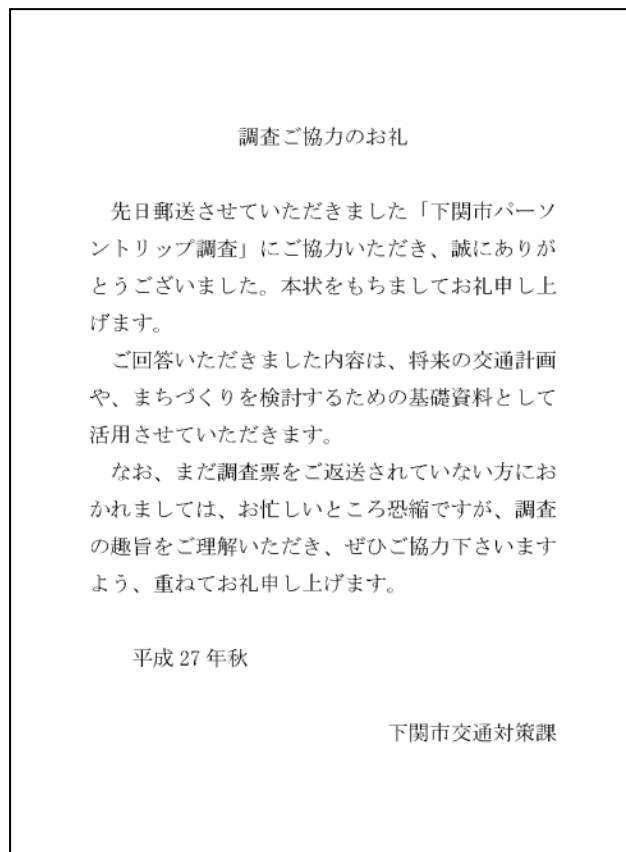 調査ご協力のお礼
　先日郵送させていただきました「下関市パーソ
ントリップ調査」にご協力いただき、誠にありが
とうございました。本状をもちましてお礼申し上
げます。
　ご回答いただきました内容は、将来の交通計画
や、まちづくりを検討するための基礎資料として
活用させていただきます。
　なお、まだ調査票をご返送されていない方にお
かれましては、お忙しいところ恐縮ですが、調査
の趣旨をご理解いただき、ぜひご協力下さいます
よう、重ねてお礼申し上げます。
平成 27 年秋
下関市交通対策課